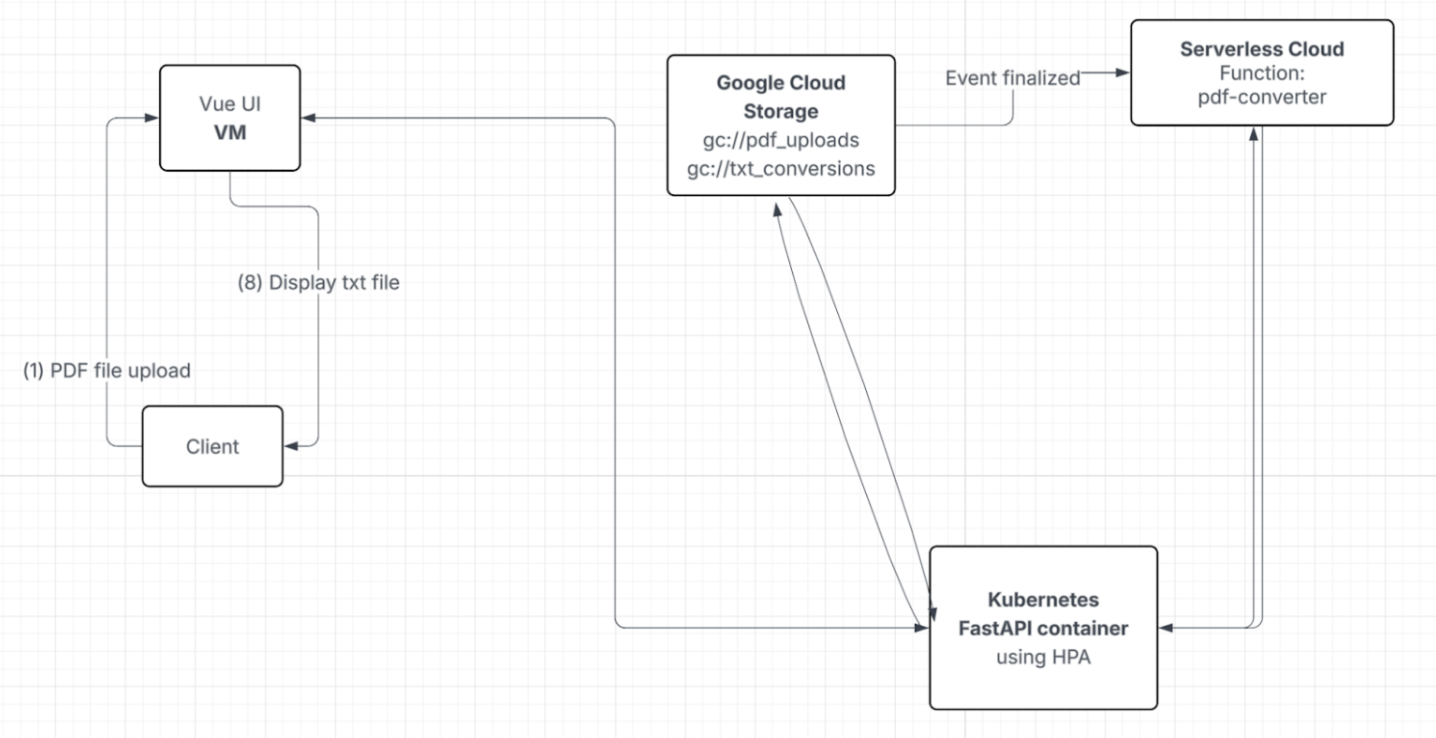 Vue UI
VM
Google Cloud
Storage
gc://pdf_uploads
gc://txt_conversions
Event finalized
Serverless Cloud
Function:
pdf-converter
(8) Display txt file
(1) PDF file upload
Client
Kubernetes
FastAPI container
using HPA